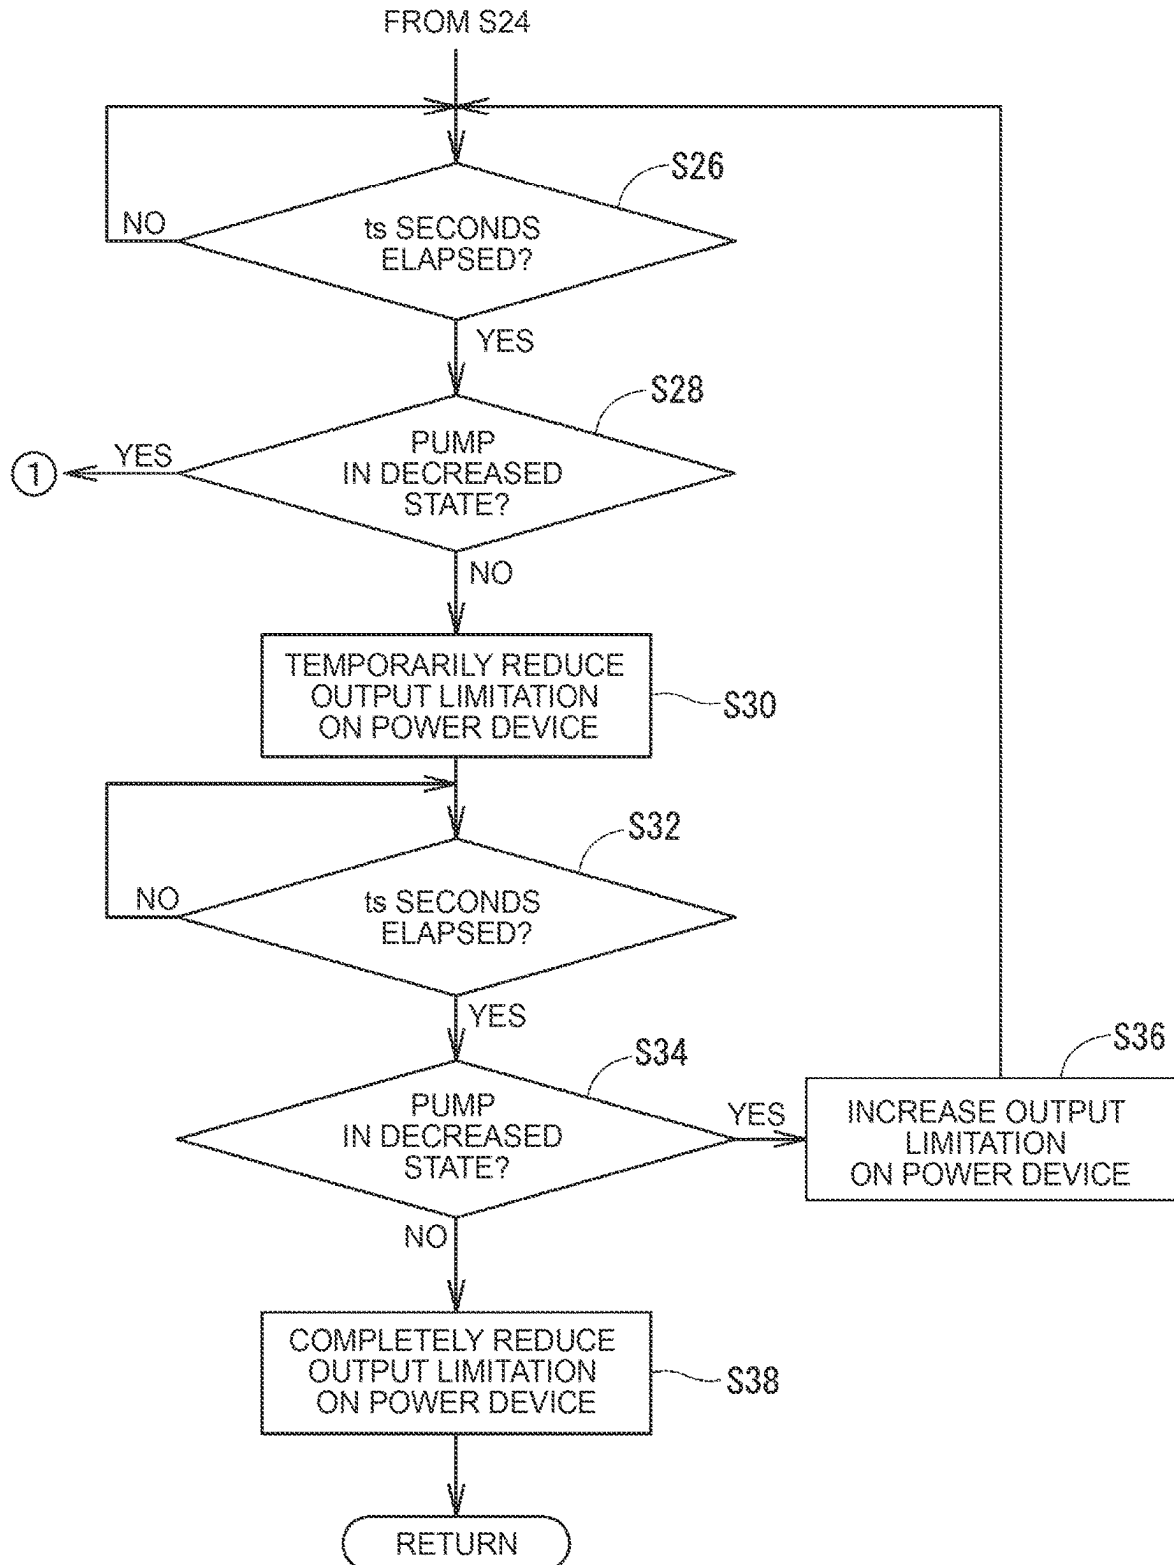 FROM S24
S26
NO
ts SECONDS
ELAPSED?
YES
S28
1
YES
PUMP
IN DECREASED
STATE?
NO
TEMPORARILY REDUCE
OUTPUT LIMITATION
ON POWER DEVICE
S30
S32
NO
ts SECONDS
ELAPSED?
YES
S34
PUMP
IN DECREASED
STATE?
YES
S36
INCREASE OUTPUT
LIMITATION
ON POWER DEVICE
NO
COMPLETELY REDUCE
OUTPUT LIMITATION
ON POWER DEVICE
S38
RETURN